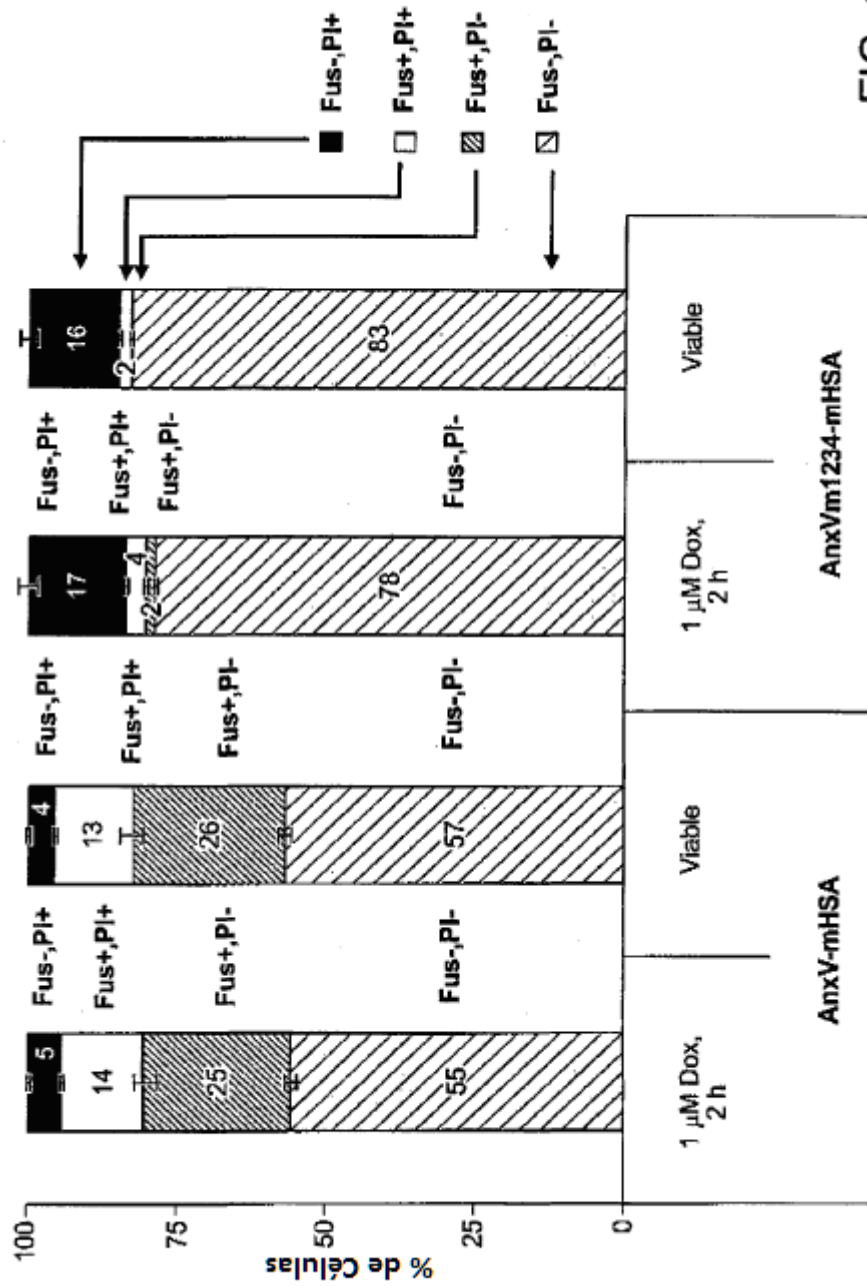 100
75
50
25
0
% de Células
5
14
25
55
Fus-,PI+
Fus+,PI+
Fus+,PI-
Fus-,PI-
4
13
26
57
Fus-,PI+
Fus+,PI+
Fus+,PI-
Fus-,PI-
17
4
2
78
Fus-,PI+
Fus+,PI+
Fus+,PI-
Fus-,PI-
16
2
83
Fus-,PI+
Fus+,PI+
Fus+,PI-
Fus-,PI-
1 µM Dox,
2 h
Viable
1 µM Dox,
2 h
Viable
AnxV-mHSA
AnxVm1234-mHSA